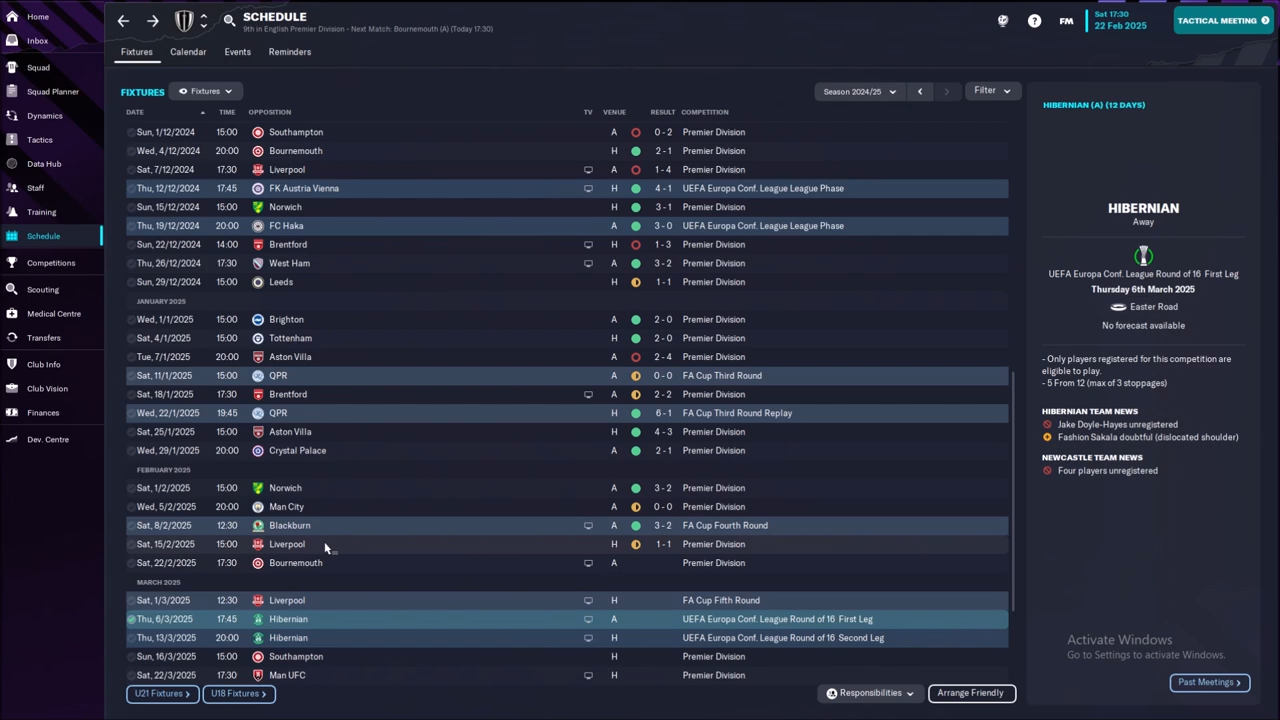 Home
Inbox
Squad
Squad Planner
Dynamics
Tactics
Data Hub
Staff
Training
Schedule
Competitions
Scouting
Medical Centre
Transfers
Club Info
Club Vision
Finances
Dev. Centre
SCHEDULE
9th in English Premier Division - Next Match: Bournemouth (A) (Today 17:30)
FM
Sat 17:30
22 Feb 2025
TACTICAL MEETING
Fixtures Calendar Events Reminders
FIXTURES Fixtures Season 2024/25 Filter
DATE TIME OPPOSITION TV VENUE RESULT COMPETITION
Sun, 1/12/2024 15:00 Southampton A 0 - 2 Premier Division
Wed, 4/12/2024 20:00 Bournemouth H 2 - 1 Premier Division
Sat, 7/12/2024 17:30 Liverpool A 1 - 4 Premier Division
Thu, 12/12/2024 17:45 FK Austria Vienna H 4 - 1 UEFA Europa Conf. League League Phase
Sun, 15/12/2024 15:00 Norwich H 3 - 1 Premier Division
Thu, 19/12/2024 20:00 FC Haka A 3 - 0 UEFA Europa Conf. League League Phase
Sun, 22/12/2024 14:00 Brentford H 1 - 3 Premier Division
Thu, 26/12/2024 17:30 West Ham A 3 - 2 Premier Division
Sun, 29/12/2024 15:00 Leeds H 1 - 1 Premier Division
JANUARY 2025
Wed, 1/1/2025 15:00 Brighton A 2 - 0 Premier Division
Sat, 4/1/2025 15:00 Tottenham H 2 - 0 Premier Division
Tue, 7/1/2025 20:00 Aston Villa A 2 - 4 Premier Division
Sat, 11/1/2025 15:00 QPR A 0 - 0 FA Cup Third Round
Sat, 18/1/2025 17:30 Brentford A 2 - 2 Premier Division
Wed, 22/1/2025 19:45 QPR H 6 - 1 FA Cup Third Round Replay
Sat, 25/1/2025 15:00 Aston Villa H 4 - 3 Premier Division
Wed, 29/1/2025 20:00 Crystal Palace A 2 - 1 Premier Division
FEBRUARY 2025
Sat, 1/2/2025 15:00 Norwich A 3 - 2 Premier Division
Wed, 5/2/2025 20:00 Man City A 0 - 0 Premier Division
Sat, 8/2/2025 12:30 Blackburn A 3 - 2 FA Cup Fourth Round
Sat, 15/2/2025 15:00 Liverpool H 1 - 1 Premier Division
Sat, 22/2/2025 17:30 Bournemouth A Premier Division
MARCH 2025
Sat, 1/3/2025 12:30 Liverpool H FA Cup Fifth Round
Thu, 6/3/2025 17:45 Hibernian A UEFA Europa Conf. League Round of 16 First Leg
Thu, 13/3/2025 20:00 Hibernian H UEFA Europa Conf. League Round of 16 Second Leg
Sun, 16/3/2025 15:00 Southampton H Premier Division
Sat, 22/3/2025 17:30 Man UFC H Premier Division
U21 Fixtures U18 Fixtures Responsibilities Arrange Friendly
HIBERNIAN (A) (12 DAYS)
HIBERNIAN
Away
UEFA Europa Conf. League Round of 16 First Leg
Thursday 6th March 2025
Easter Road
No forecast available
- Only players registered for this competition are
eligible to play.
- 5 From 12 (max of 3 stoppages)
HIBERNIAN TEAM NEWS
Jake Doyle-Hayes unregistered
Fashion Sakala doubtful (dislocated shoulder)
NEWCASTLE TEAM NEWS
Four players unregistered
Activate Windows
Go to Settings to activate Windows.
Past Meetings